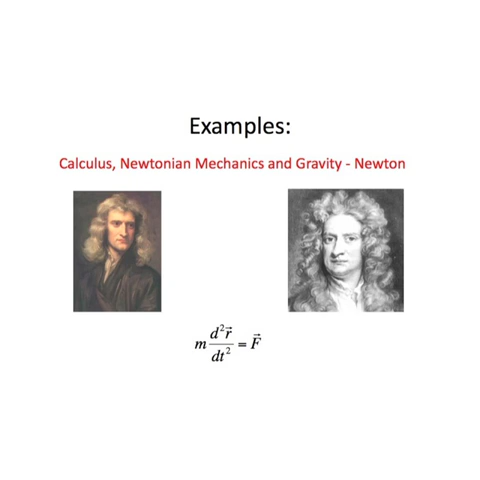 Examples:
Calculus, Newtonian Mechanics and Gravity - Newton
m d²r⃗/dt² = F⃗